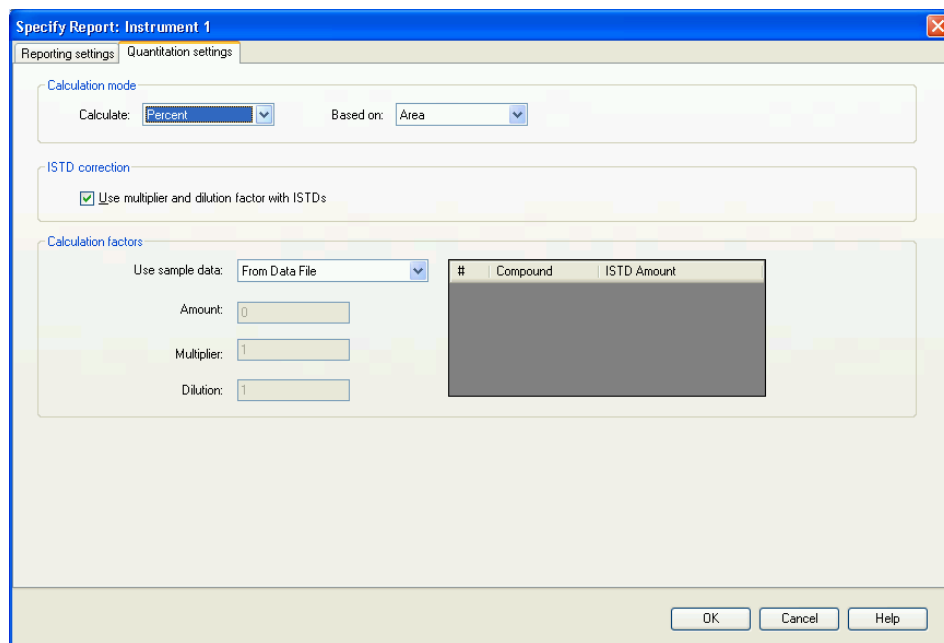 Specify Report: Instrument 1
Reporting settings Quantitation settings
Calculation mode
Calculate: Percent Based on: Area
ISTD correction
Use multiplier and dilution factor with ISTDs
Calculation factors
Use sample data: From Data File # Compound ISTD Amount
Amount: 0
Multiplier: 1
Dilution: 1
OK Cancel Help